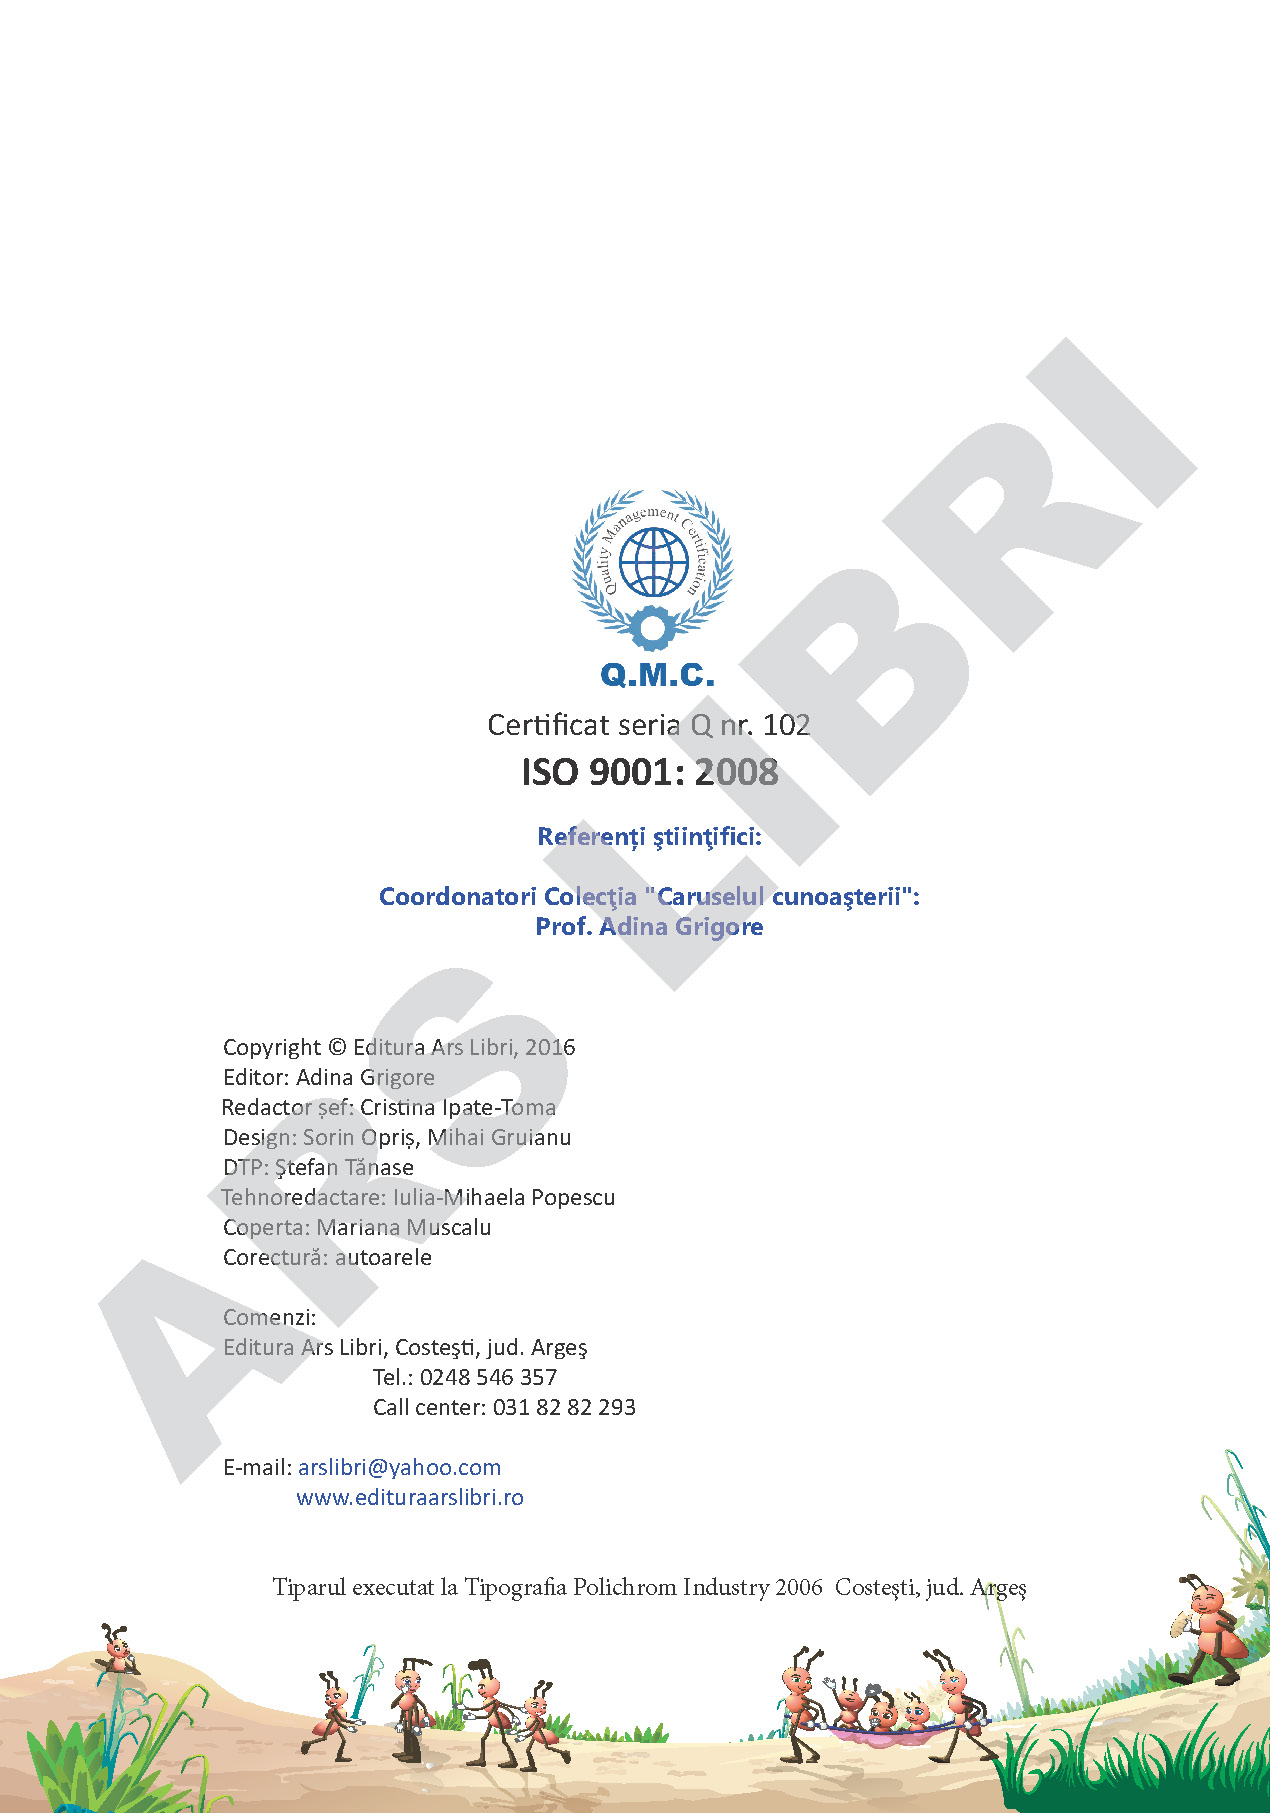 Quality Management Certification
Q.M.C.
Certificat seria Q nr. 102
ISO 9001: 2008
Referenți ştiinţifici:
Coordonatori Colecţia "Caruselul cunoaşterii":
Prof. Adina Grigore
Copyright © Editura Ars Libri, 2016
Editor: Adina Grigore
Redactor șef: Cristina Ipate-Toma
Design: Sorin Opriș, Mihai Gruianu
DTP: Ştefan Tănase
Tehnoredactare: Iulia-Mihaela Popescu
Coperta: Mariana Muscalu
Corectură: autoarele
Comenzi:
Editura Ars Libri, Costeşti, jud. Argeş
Tel.: 0248 546 357
Call center: 031 82 82 293
E-mail: arslibri@yahoo.com
www.edituraarslibri.ro
Tiparul executat la Tipografia Polichrom Industry 2006 Costeşti, jud. Argeş
ARS LIBRI